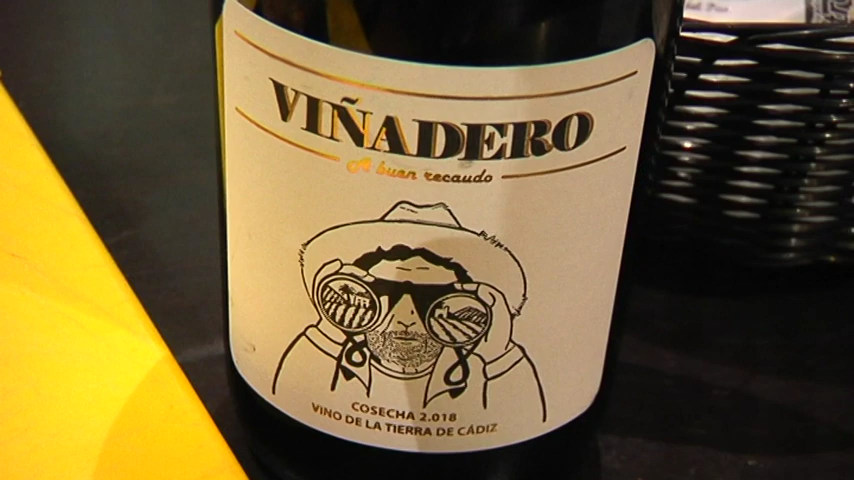 VIÑADERO
A buen recaudo
COSECHA 2.018
VINO DE LA TIERRA DE CÁDIZ